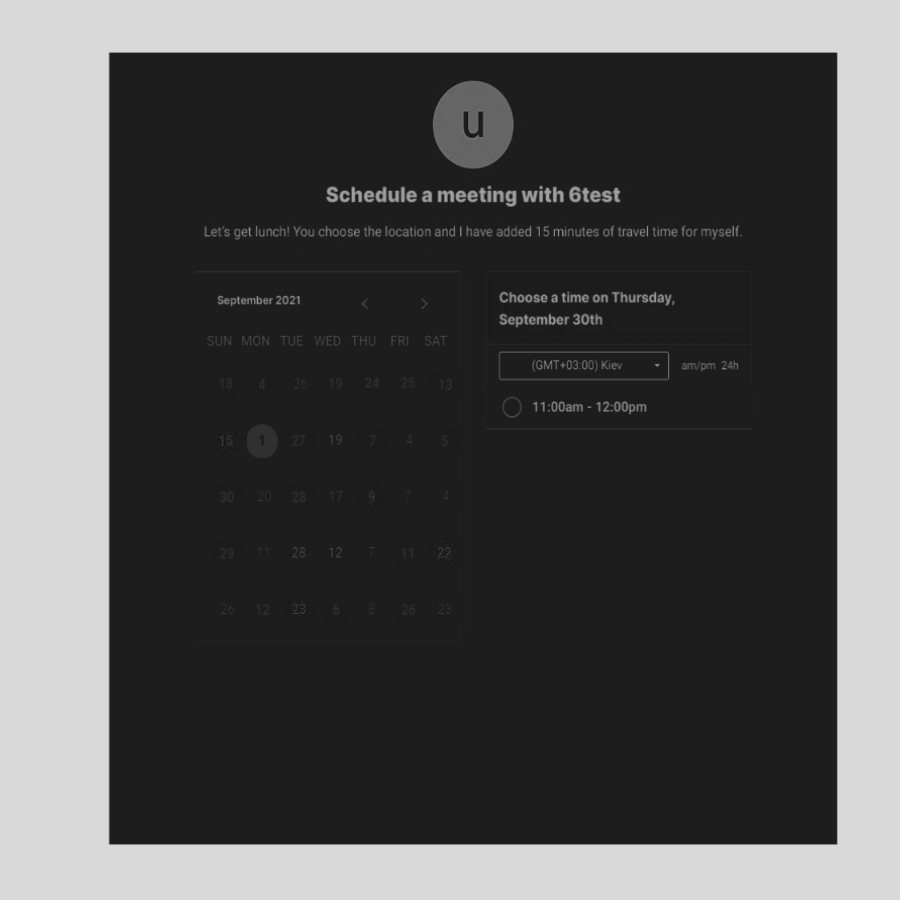 u
Schedule a meeting with 6test
Let's get lunch! You choose the location and I have added 15 minutes of travel time for myself.
September 2021
SUN MON TUE WED THU FRI SAT
18 4 26 19 24 25 13
15 1 27 19 7 4 5
30 20 28 17 9 7 4
29 11 28 12 7 11 22
26 12 23 6 8 26 23
Choose a time on Thursday,
September 30th
(GMT+03:00) Kiev am/pm 24h
11:00am - 12:00pm